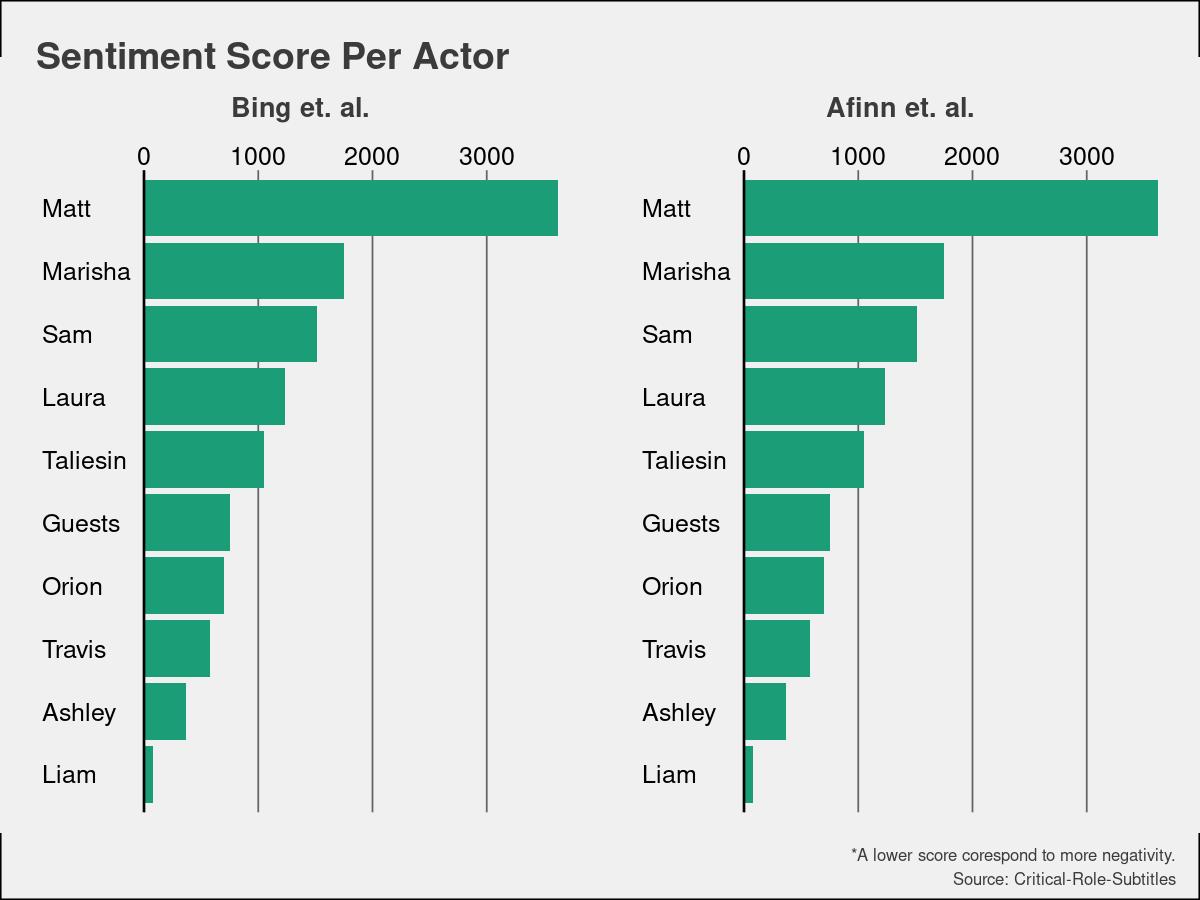 Sentiment Score Per Actor
Bing et. al.
0 1000 2000 3000
Matt
Marisha
Sam
Laura
Taliesin
Guests
Orion
Travis
Ashley
Liam
Afinn et. al.
0 1000 2000 3000
Matt
Marisha
Sam
Laura
Taliesin
Guests
Orion
Travis
Ashley
Liam
*A lower score corespond to more negativity.
Source: Critical-Role-Subtitles